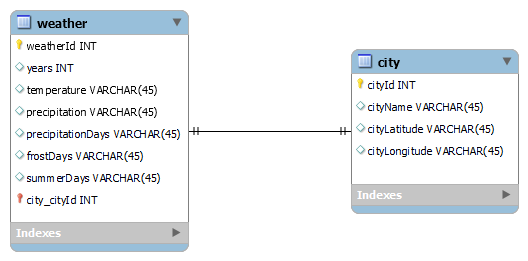 weather
weatherId INT
years INT
temperature VARCHAR(45)
precipitation VARCHAR(45)
precipitationDays VARCHAR(45)
frostDays VARCHAR(45)
summerDays VARCHAR(45)
city_cityId INT
Indexes
city
cityId INT
cityName VARCHAR(45)
cityLatitude VARCHAR(45)
cityLongitude VARCHAR(45)
Indexes